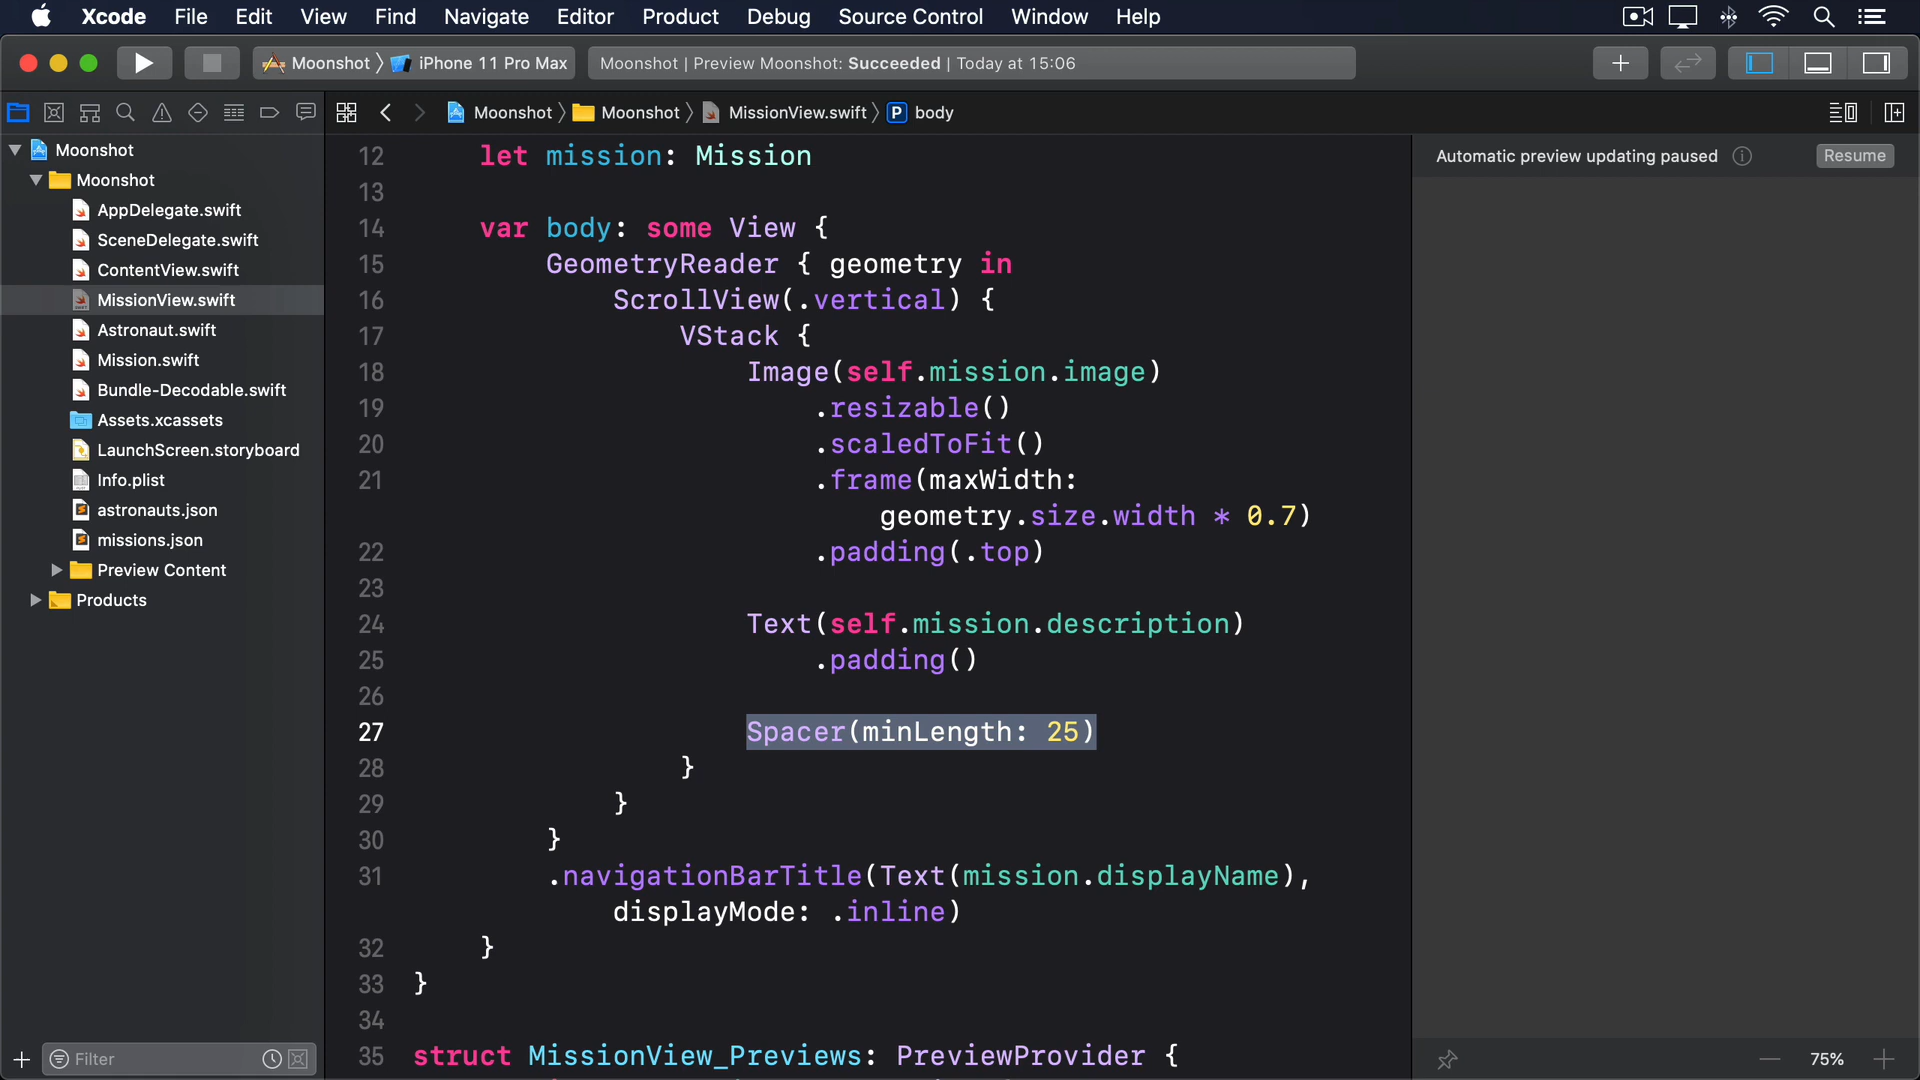 Xcode File Edit View Find Navigate Editor Product Debug Source Control Window Help
Moonshot iPhone 11 Pro Max
Moonshot | Preview Moonshot: Succeeded | Today at 15:06
Moonshot Moonshot MissionView.swift P body
Moonshot
Moonshot
AppDelegate.swift
SceneDelegate.swift
ContentView.swift
MissionView.swift
Astronaut.swift
Mission.swift
Bundle-Decodable.swift
Assets.xcassets
LaunchScreen.storyboard
Info.plist
astronauts.json
missions.json
Preview Content
Products
Filter
12 let mission: Mission
13
14 var body: some View {
15 GeometryReader { geometry in
16 ScrollView(.vertical) {
17 VStack {
18 Image(self.mission.image)
19 .resizable()
20 .scaledToFit()
21 .frame(maxWidth:
geometry.size.width * 0.7)
22 .padding(.top)
23
24 Text(self.mission.description)
25 .padding()
26
27 Spacer(minLength: 25)
28 }
29 }
30 }
31 .navigationBarTitle(Text(mission.displayName),
displayMode: .inline)
32 }
33 }
34
35 struct MissionView_Previews: PreviewProvider {
Automatic preview updating paused Resume
75%